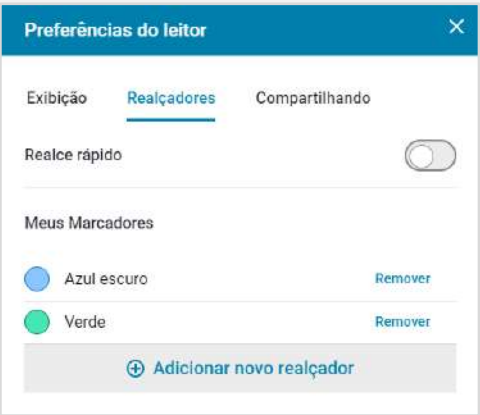 Preferências do leitor
Exibição Realçadores Compartilhando
Realce rápido
Meus Marcadores
Azul escuro Remover
Verde Remover
Adicionar novo realçador